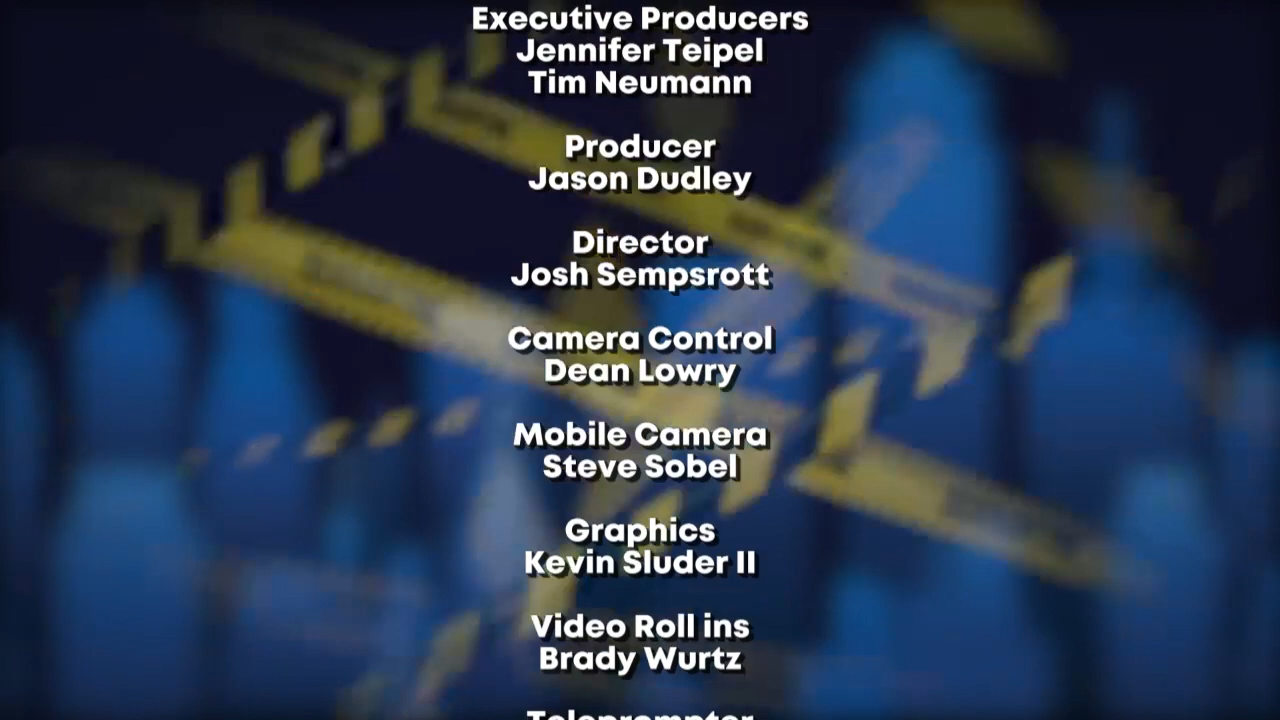 Executive Producers
Jennifer Teipel
Tim Neumann
Producer
Jason Dudley
Director
Josh Sempsrott
Camera Control
Dean Lowry
Mobile Camera
Steve Sobel
Graphics
Kevin Sluder II
Video Roll ins
Brady Wurtz
Teleprompter